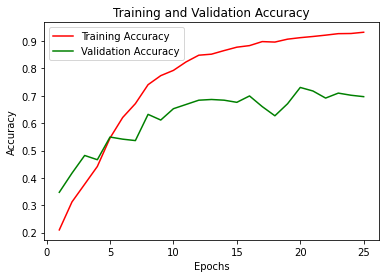 Training and Validation Accuracy
Training Accuracy
Validation Accuracy
Accuracy
0.9
0.8
0.7
0.6
0.5
0.4
0.3
0.2
0 5 10 15 20 25
Epochs